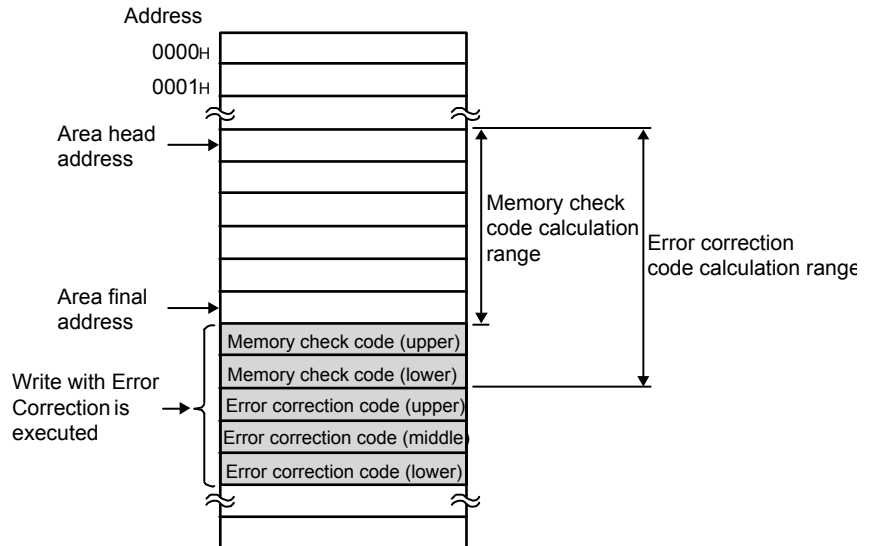 Address
0000H
0001H
Area head
address
Memory check
code calculation
range
Error correction
code calculation range
Area final
address
Memory check code (upper)
Memory check code (lower)
Write with Error
Correction is
executed
Error correction code (upper)
Error correction code (middle)
Error correction code (lower)